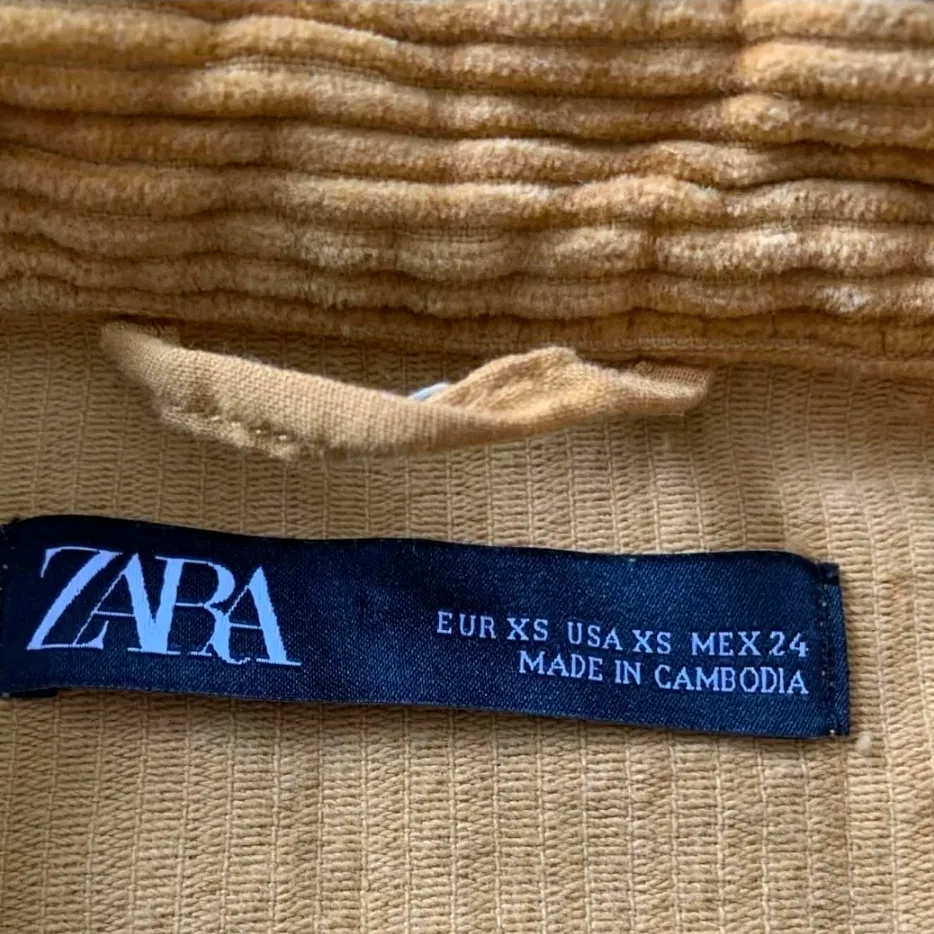 ZARA
EUR XS USA XS MEX 24
MADE IN CAMBODIA